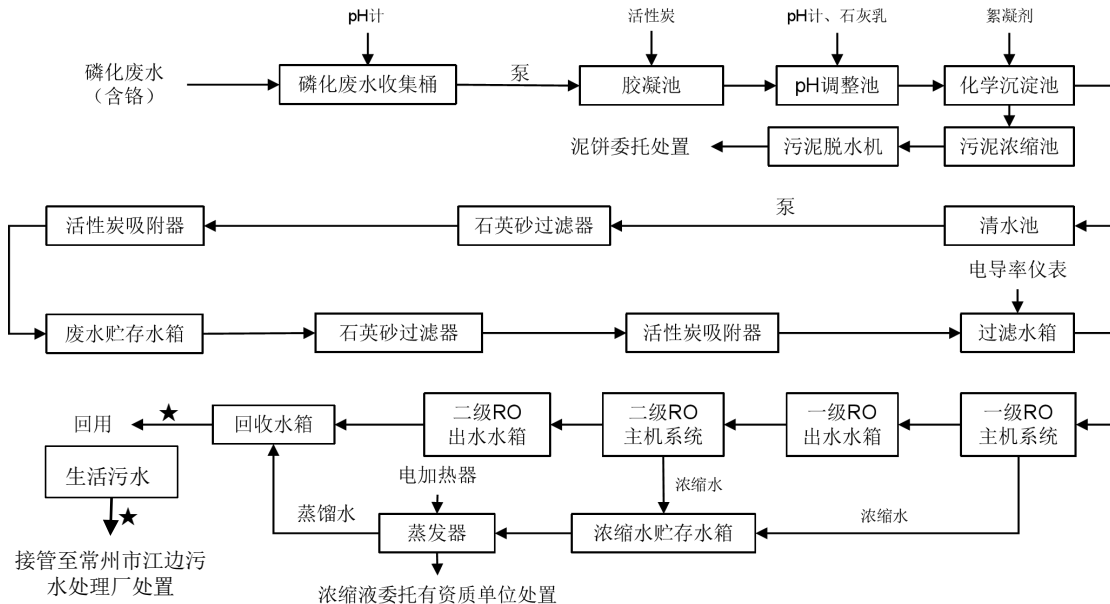 pH计
活性炭
pH计、石灰乳
絮凝剂
磷化废水
（含铬）
磷化废水收集桶
泵
胶凝池
pH调整池
化学沉淀池
泥饼委托处置
污泥脱水机
污泥浓缩池
活性炭吸附器
石英砂过滤器
泵
清水池
电导率仪表
废水贮存水箱
石英砂过滤器
活性炭吸附器
过滤水箱
回用
★
回收水箱
二级RO
出水水箱
二级RO
主机系统
一级RO
出水水箱
一级RO
主机系统
生活污水
电加热器
浓缩水
★
蒸馏水
蒸发器
浓缩水贮存水箱
浓缩水
接管至常州市江边污
水处理厂处置
浓缩液委托有资质单位处置